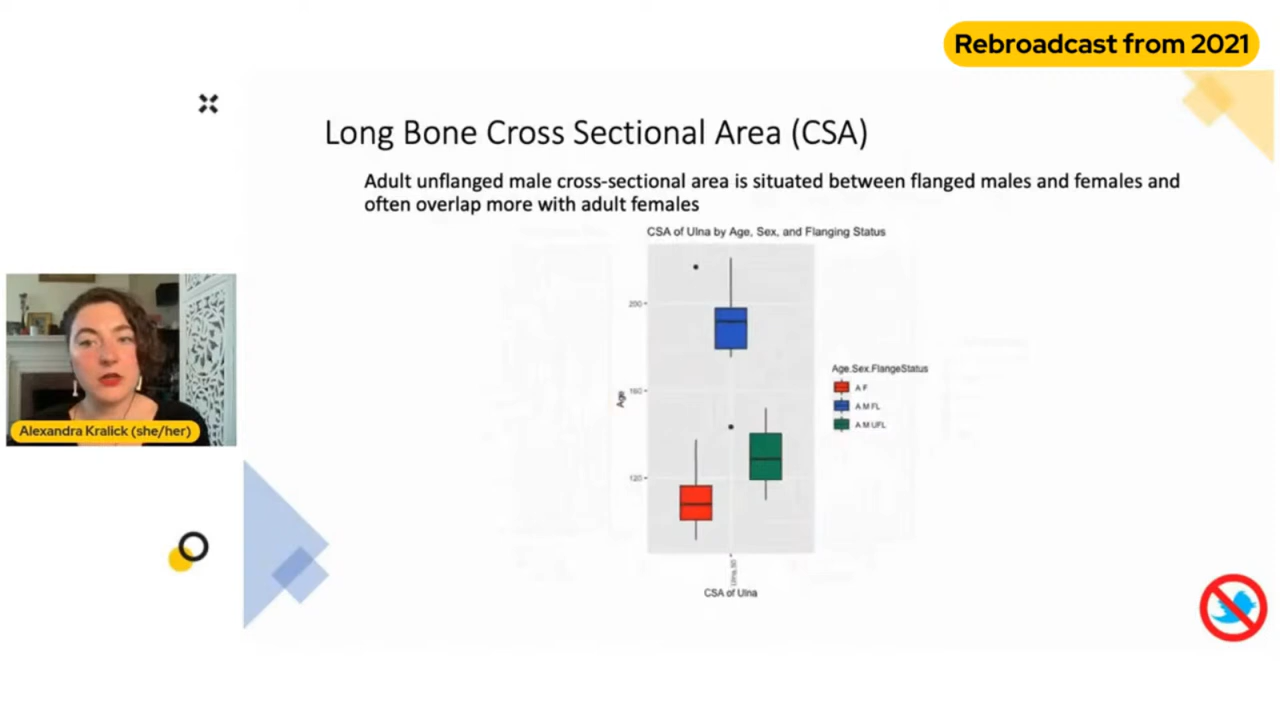 Rebroadcast from 2021
Long Bone Cross Sectional Area (CSA)
Adult unflanged male cross-sectional area is situated between flanged males and females and
often overlap more with adult females
CSA of Ulna by Age, Sex, and Flanging Status
200
160
120
Age
Age.Sex.FlangeStatus
A F
A M FL
A M UFL
CSA of Ulna
Alexandra Kralick (she/her)